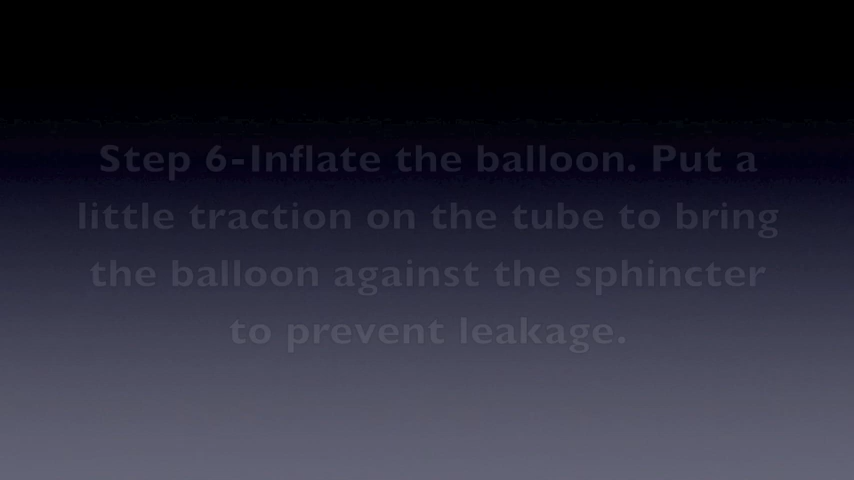 Step 6-Inflate the balloon. Put a
little traction on the tube to bring
the balloon against the sphincter
to prevent leakage.